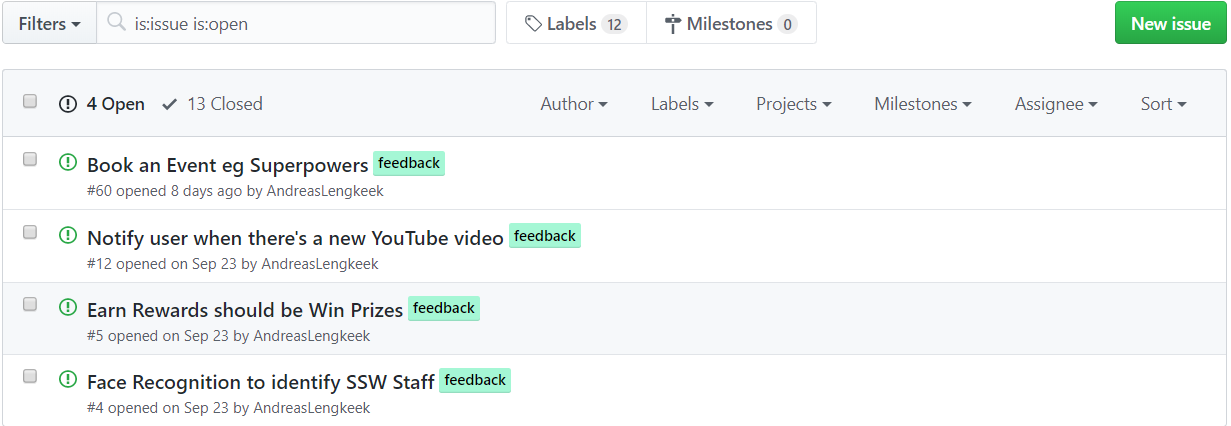 Filters is:issue is:open Labels 12 Milestones 0 New issue
4 Open 13 Closed Author Labels Projects Milestones Assignee Sort
Book an Event eg Superpowers feedback
#60 opened 8 days ago by AndreasLengkeek
Notify user when there's a new YouTube video feedback
#12 opened on Sep 23 by AndreasLengkeek
Earn Rewards should be Win Prizes feedback
#5 opened on Sep 23 by AndreasLengkeek
Face Recognition to identify SSW Staff feedback
#4 opened on Sep 23 by AndreasLengkeek